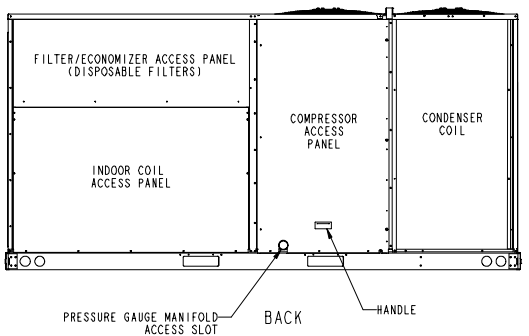 FILTER/ECONOMIZER ACCESS PANEL
(DISPOSABLE FILTERS)
COMPRESSOR
ACCESS
PANEL
CONDENSER
COIL
INDOOR COIL
ACCESS PANEL
PRESSURE GAUGE MANIFOLD
ACCESS SLOT
BACK
HANDLE